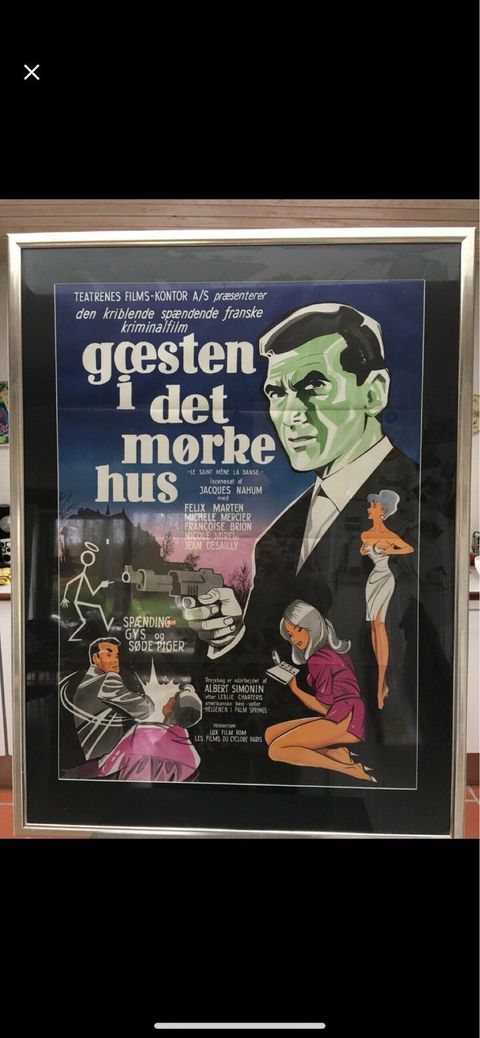 TEATRENES FILMS-KONTOR A/S præsenterer
den kriblende spændende franske
kriminalfilm
gæsten
i det
mørke
hus
-LE SAINT MÈNE LA DANSE-
Iscenesat af
JACQUES NAHUM
med
FELIX MARTEN
MICHELE MERCIER
FRANÇOISE BRION
NICOLE MIREL
JEAN DESAILLY
SPÆNDING
GYS og
SØDE PIGER
Drejebog er udarbejdet af
ALBERT SIMONIN
efter LESLIE CHARTERIS
amerikanske best-seller
"HELGENEN I PALM SPRINGS"
PRODUKTION:
LUX FILM ROM
LES FILMS DU CYCLOPE PARIS